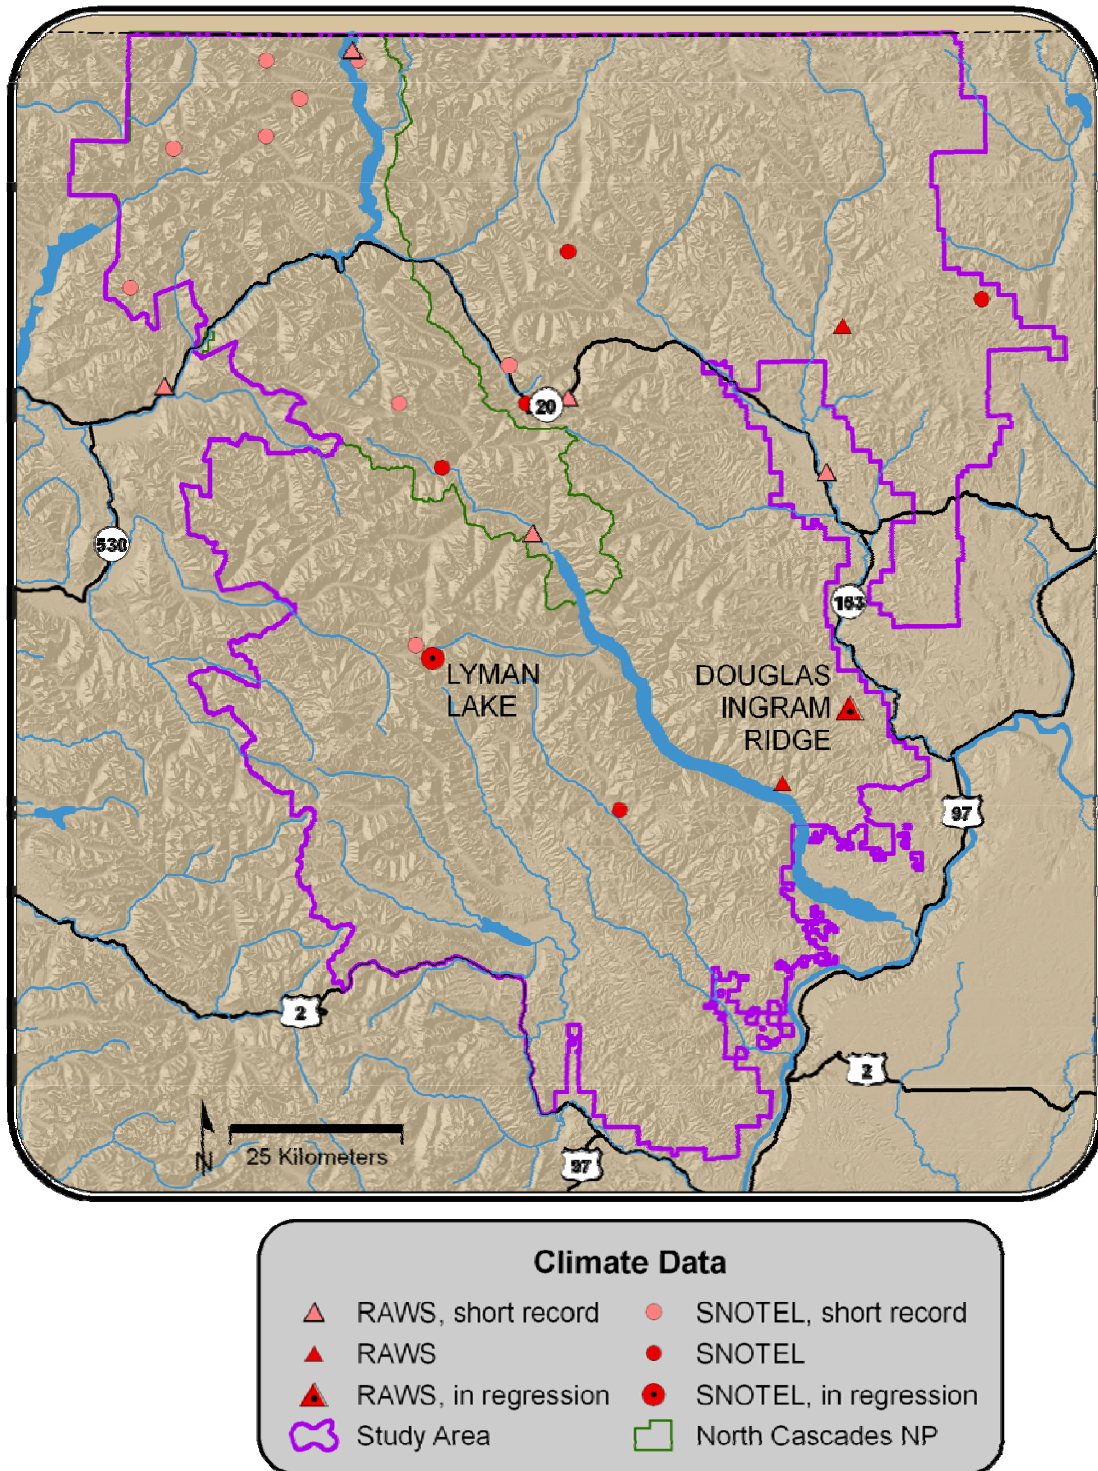 20
530
153
LYMAN
LAKE
DOUGLAS
INGRAM
RIDGE
97
2
2
N
25 Kilometers
97
Climate Data
RAWS, short record
SNOTEL, short record
RAWS
SNOTEL
RAWS, in regression
SNOTEL, in regression
Study Area
North Cascades NP